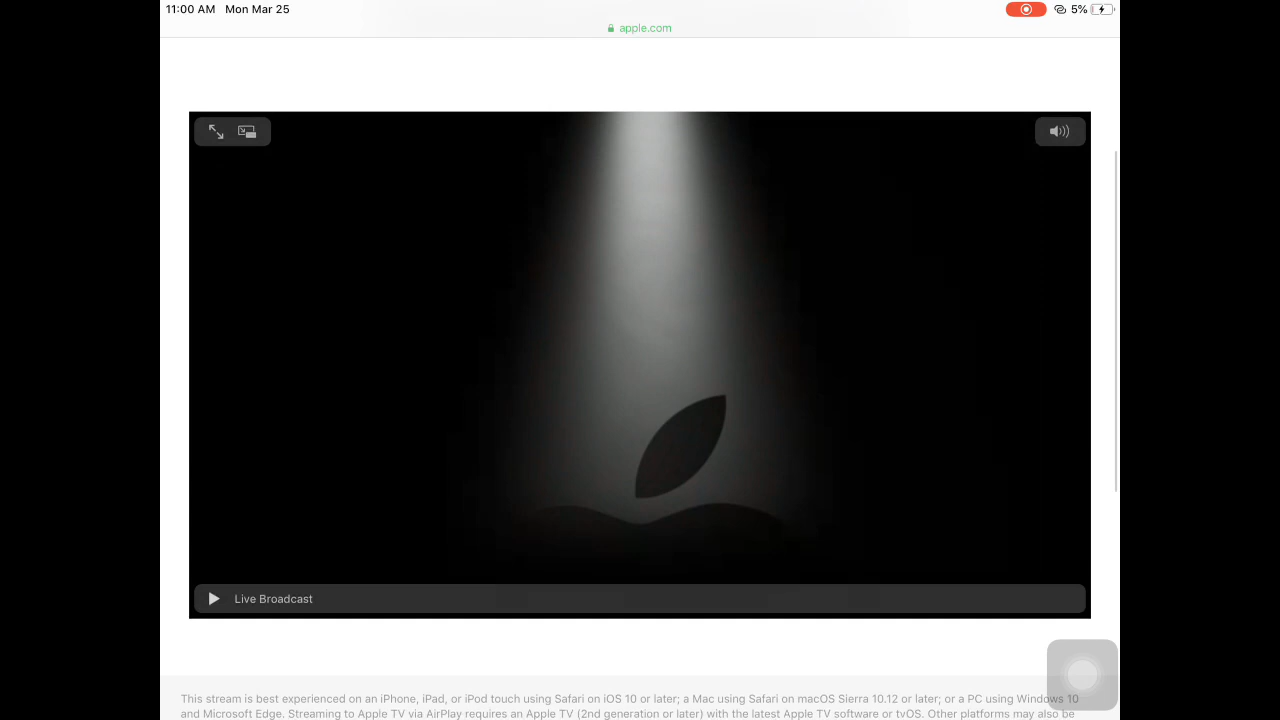 11:00 AM Mon Mar 25 5%
apple.com
Live Broadcast
This stream is best experienced on an iPhone, iPad, or iPod touch using Safari on iOS 10 or later; a Mac using Safari on macOS Sierra 10.12 or later; or a PC using Windows 10
and Microsoft Edge. Streaming to Apple TV via AirPlay requires an Apple TV (2nd generation or later) with the latest Apple TV software or tvOS. Other platforms may also be